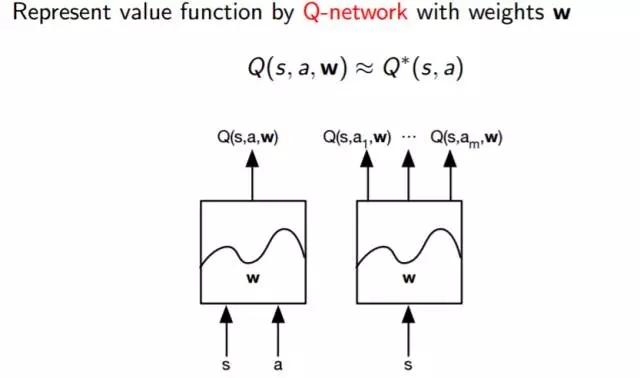 Represent value function by Q-network with weights w
Q(s, a, w) ≈ Q*(s, a)
Q(s,a,w) Q(s,a₁,w) ··· Q(s,aₘ,w)
w w
s a s